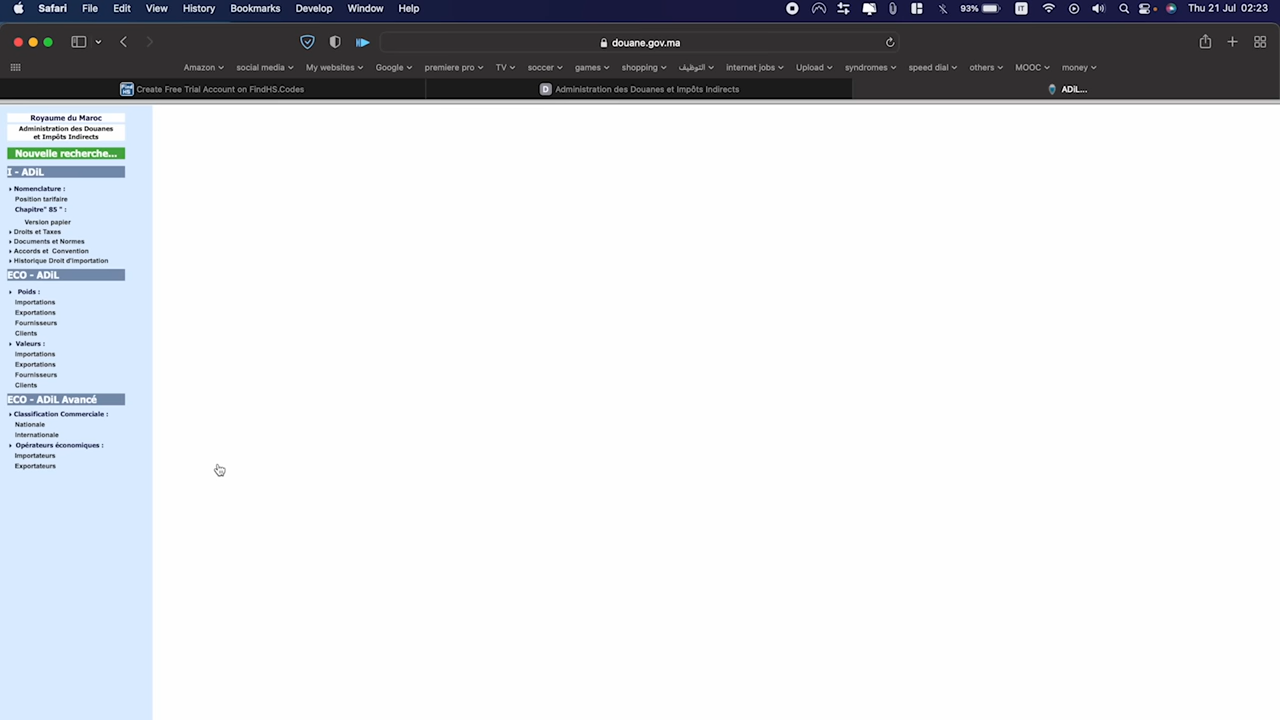 Safari File Edit View History Bookmarks Develop Window Help
93% IT Thu 21 Jul 02:23
douane.gov.ma
Amazon social media My websites Google premiere pro TV soccer games shopping التوظيف internet jobs Upload syndromes speed dial others MOOC money
Find HS Create Free Trial Account on FindHS.Codes
D Administration des Douanes et Impôts Indirects
ADiL...
Royaume du Maroc
Administration des Douanes
et Impôts Indirects
Nouvelle recherche...
I - ADiL
Nomenclature :
Position tarifaire
Chapitre" 85 " :
Version papier
Droits et Taxes
Documents et Normes
Accords et Convention
Historique Droit d'Importation
ECO - ADiL
Poids :
Importations
Exportations
Fournisseurs
Clients
Valeurs :
Importations
Exportations
Fournisseurs
Clients
ECO - ADiL Avancé
Classification Commerciale :
Nationale
Internationale
Opérateurs économiques :
Importateurs
Exportateurs